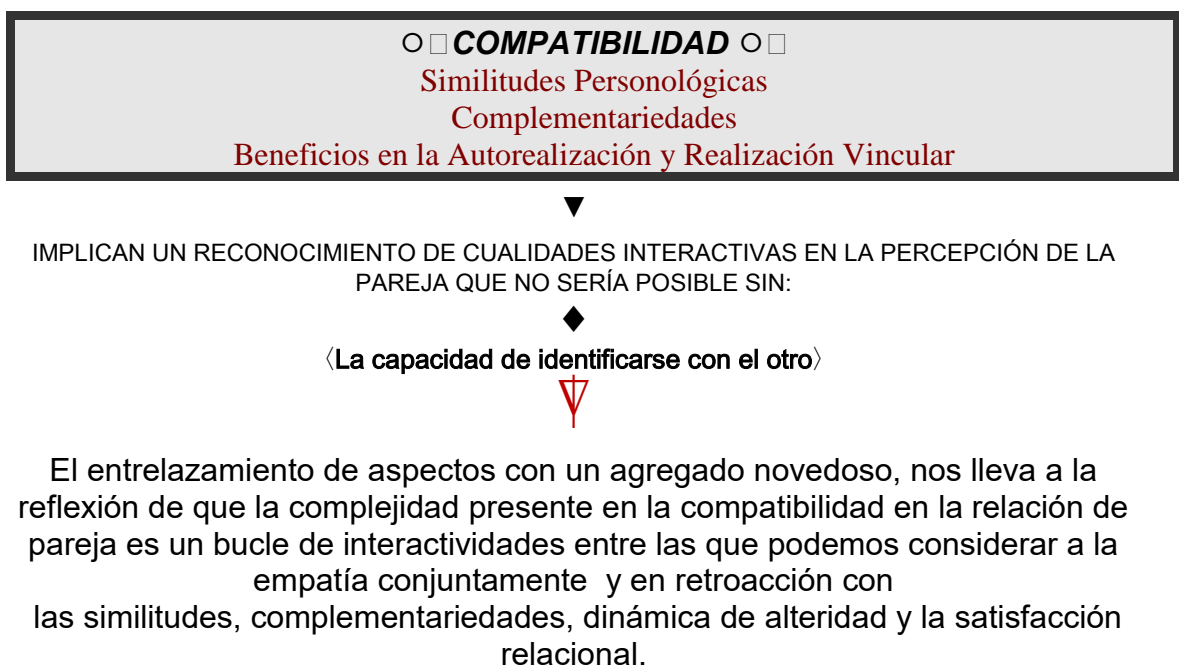 ○□COMPATIBILIDAD ○□
Similitudes Personológicas
Complementariedades
Beneficios en la Autorealización y Realización Vincular
▼
IMPLICAN UN RECONOCIMIENTO DE CUALIDADES INTERACTIVAS EN LA PERCEPCIÓN DE LA
PAREJA QUE NO SERÍA POSIBLE SIN:
♦
〈La capacidad de identificarse con el otro〉
El entrelazamiento de aspectos con un agregado novedoso, nos lleva a la
reflexión de que la complejidad presente en la compatibilidad en la relación de
pareja es un bucle de interactividades entre las que podemos considerar a la
empatía conjuntamente y en retroacción con
las similitudes, complementariedades, dinámica de alteridad y la satisfacción
relacional.